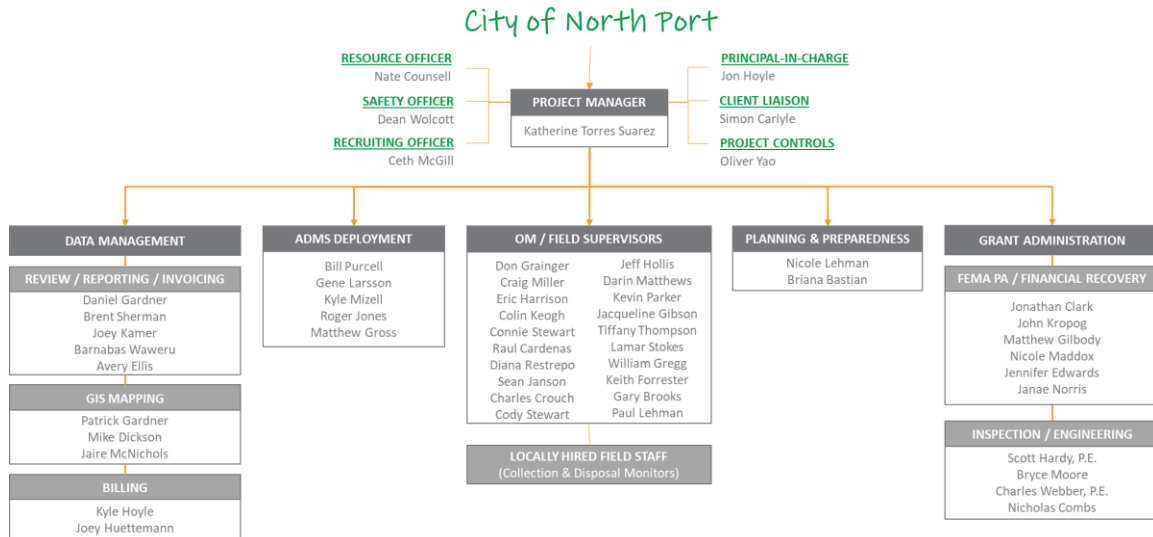 City of North Port
RESOURCE OFFICER
Nate Counsell
SAFETY OFFICER
Dean Wolcott
RECRUITING OFFICER
Ceth McGill
PROJECT MANAGER
Katherine Torres Suarez
PRINCIPAL-IN-CHARGE
Jon Hoyle
CLIENT LIAISON
Simon Carlyle
PROJECT CONTROLS
Oliver Yao
DATA MANAGEMENT
REVIEW / REPORTING / INVOICING
Daniel Gardner
Brent Sherman
Joey Kamer
Barnabas Waweru
Avery Ellis
GIS MAPPING
Patrick Gardner
Mike Dickson
Jaire McNichols
BILLING
Kyle Hoyle
Joey Huettemann
ADMS DEPLOYMENT
Bill Purcell
Gene Larsson
Kyle Mizell
Roger Jones
Matthew Gross
OM / FIELD SUPERVISORS
Don Grainger
Craig Miller
Eric Harrison
Colin Keogh
Connie Stewart
Raul Cardenas
Diana Restrepo
Sean Janson
Charles Crouch
Cody Stewart
Jeff Hollis
Darin Matthews
Kevin Parker
Jacqueline Gibson
Tiffany Thompson
Lamar Stokes
William Gregg
Keith Forrester
Gary Brooks
Paul Lehman
LOCALLY HIRED FIELD STAFF
(Collection & Disposal Monitors)
PLANNING & PREPAREDNESS
Nicole Lehman
Briana Bastian
GRANT ADMINISTRATION
FEMA PA / FINANCIAL RECOVERY
Jonathan Clark
John Kropog
Matthew Gilbody
Nicole Maddox
Jennifer Edwards
Janae Norris
INSPECTION / ENGINEERING
Scott Hardy, P.E.
Bryce Moore
Charles Webber, P.E.
Nicholas Combs